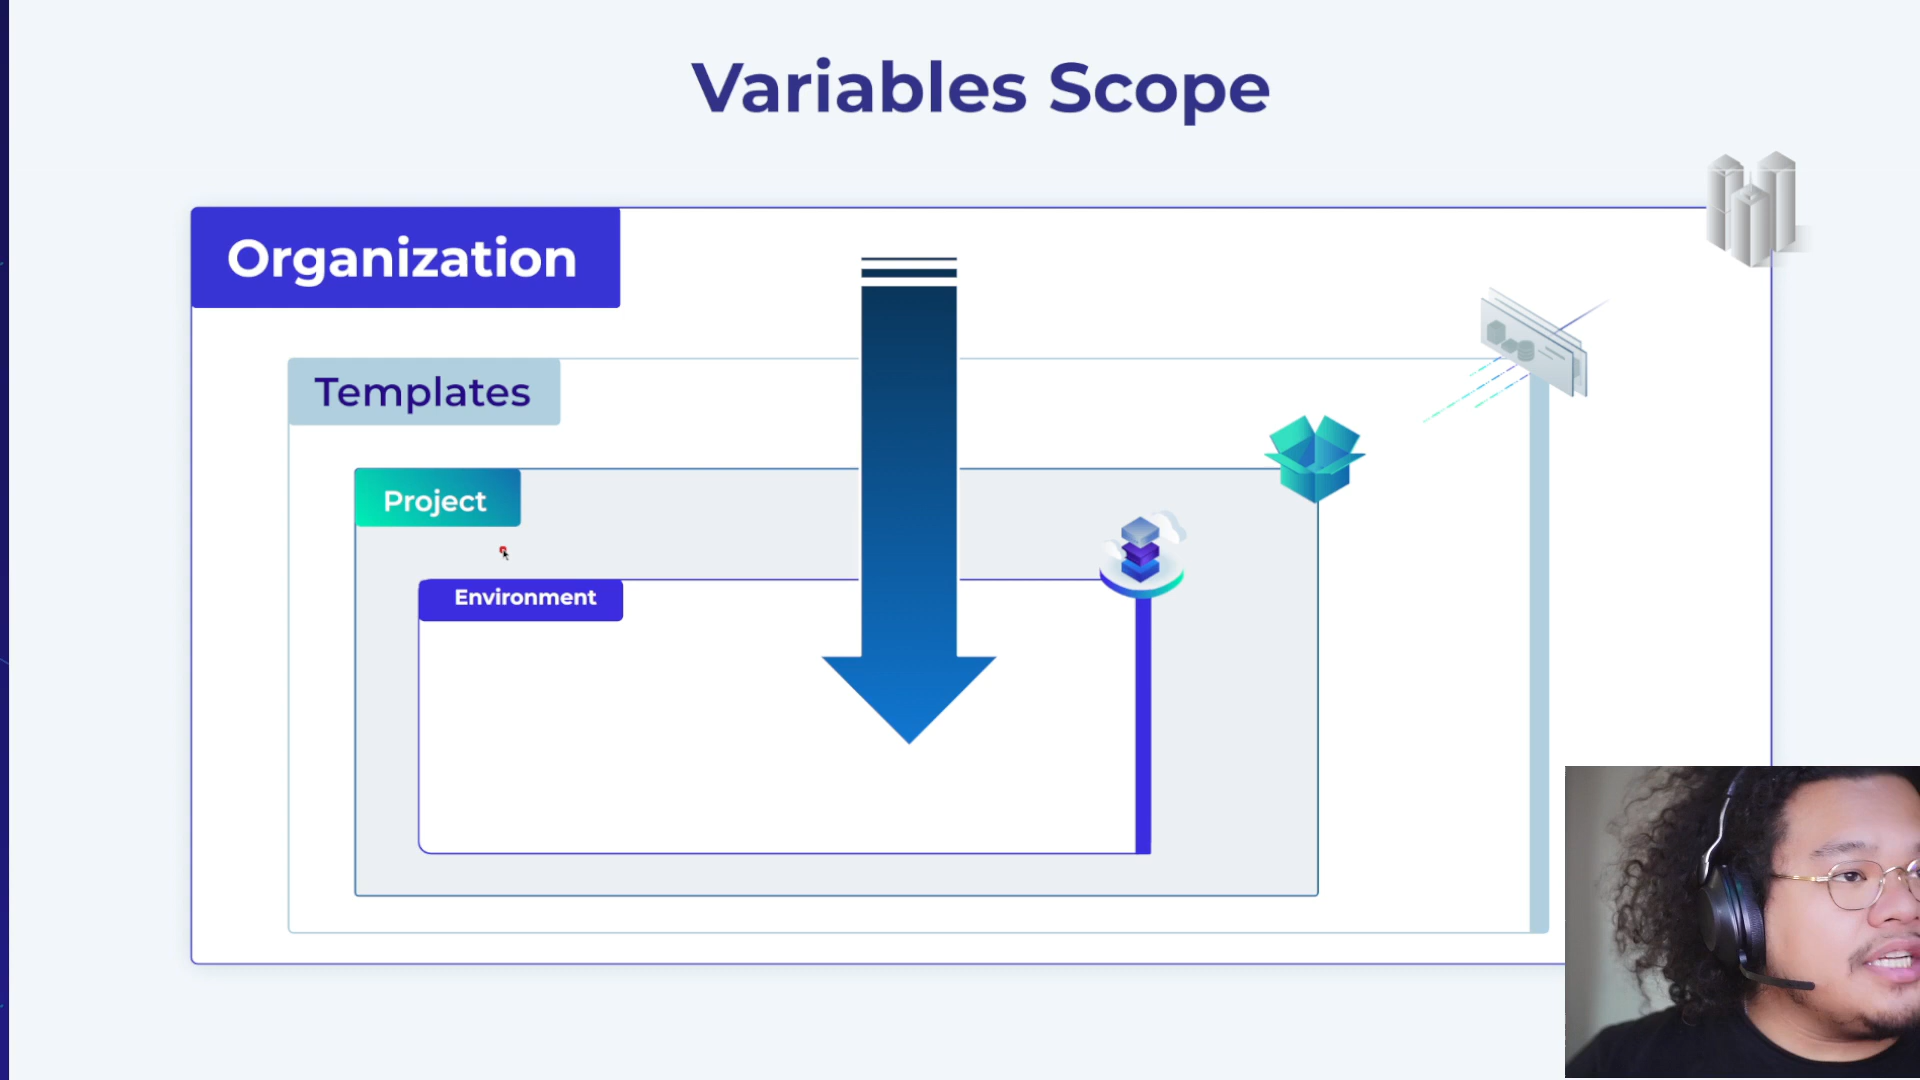 Variables Scope
Organization
Templates
Project
Environment